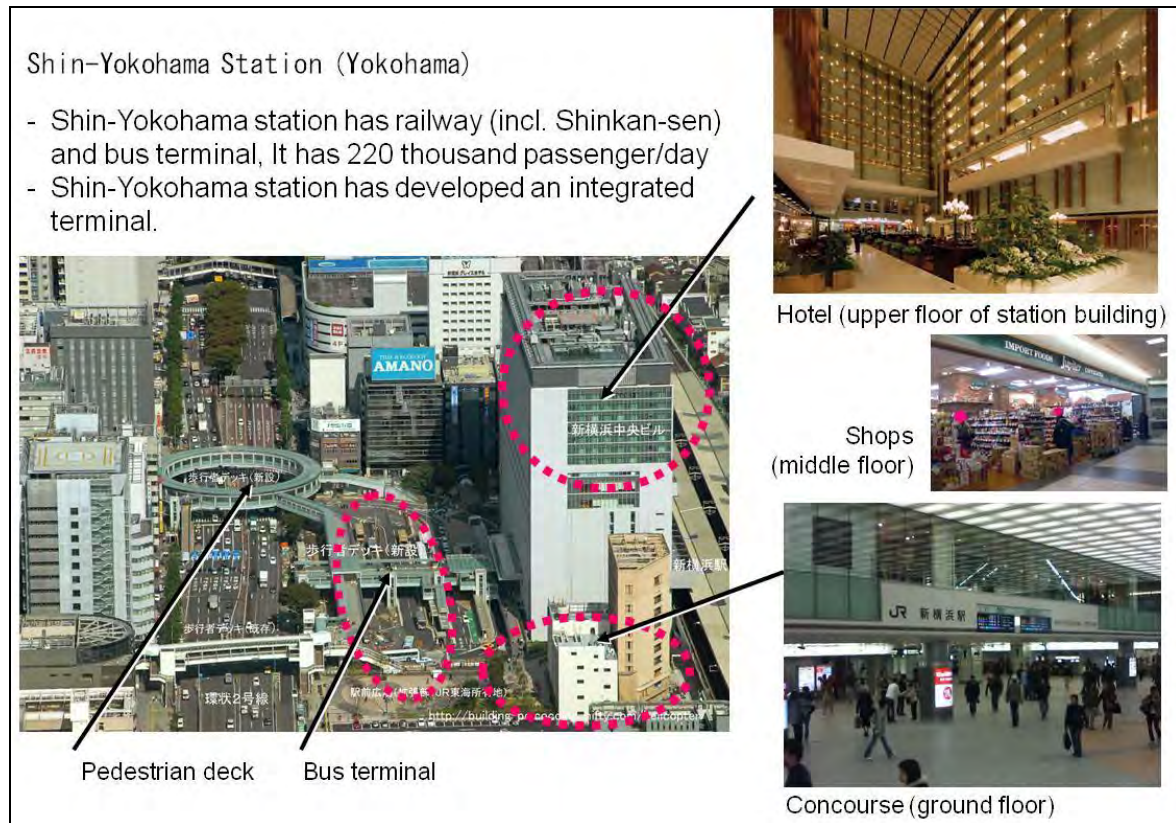 Shin-Yokohama Station (Yokohama)
- Shin-Yokohama station has railway (incl. Shinkan-sen)
and bus terminal, It has 220 thousand passenger/day
- Shin-Yokohama station has developed an integrated
terminal.
Hotel (upper floor of station building)
IMPORT FOODS
Shops
(middle floor)
AMANO
新横浜中央ビル
歩行者デッキ(新設)
歩行者デッキ(新設)
新横浜駅
歩行者デッキ(既存)
環状2号線
JR 新横浜駅
Pedestrian deck
Bus terminal
Concourse (ground floor)